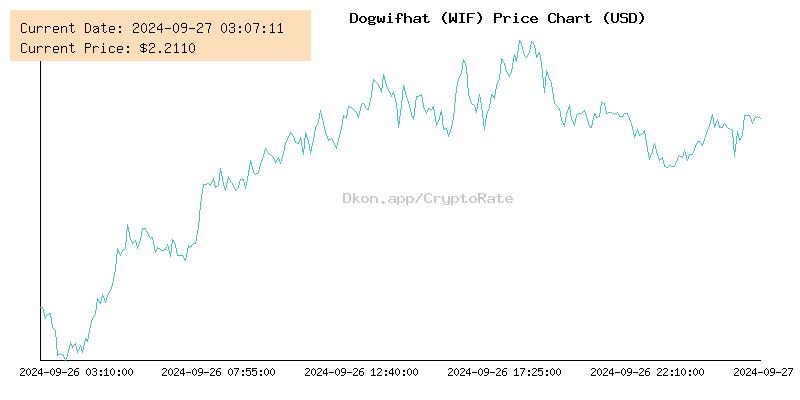 Dogwifhat (WIF) Price Chart (USD)
Current Date: 2024-09-27 03:07:11
Current Price: $2.2110
Dkon.app/CryptoRate
2024-09-26 03:10:00 2024-09-26 07:55:00 2024-09-26 12:40:00 2024-09-26 17:25:00 2024-09-26 22:10:00 2024-09-27